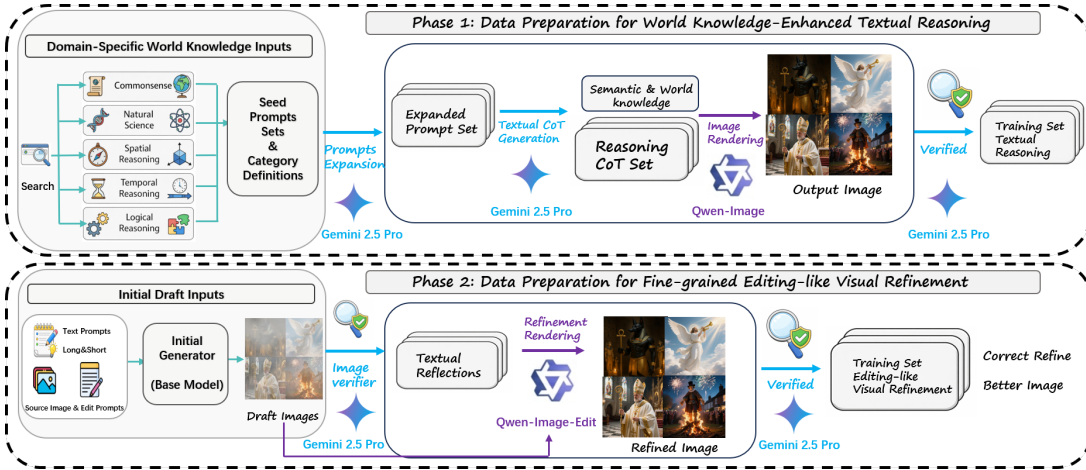 Phase 1: Data Preparation for World Knowledge-Enhanced Textual Reasoning
Domain-Specific World Knowledge Inputs
Search
Commonsense
Natural
Science
Spatial
Reasoning
Temporal
Reasoning
Logical
Reasoning
Seed
Prompts
Sets
&
Category
Definitions
Prompts
Expansion
Gemini 2.5 Pro
Expanded
Prompt Set
Textual CoT
Generation
Gemini 2.5 Pro
Semantic & World
knowledge
Reasoning
CoT Set
Image
Rendering
Qwen-Image
Output Image
Verified
Gemini 2.5 Pro
Training Set
Textual
Reasoning
Phase 2: Data Preparation for Fine-grained Editing-like Visual Refinement
Initial Draft Inputs
Text Prompts
Long&Short
Source Image & Edit Prompts
Initial
Generator
(Base Model)
Draft Images
Image
verifier
Gemini 2.5 Pro
Textual
Reflections
Refinement
Rendering
Qwen-Image-Edit
Refined Image
Verified
Gemini 2.5 Pro
Training Set
Editing-like
Visual Refinement
Correct Refine
Better Image